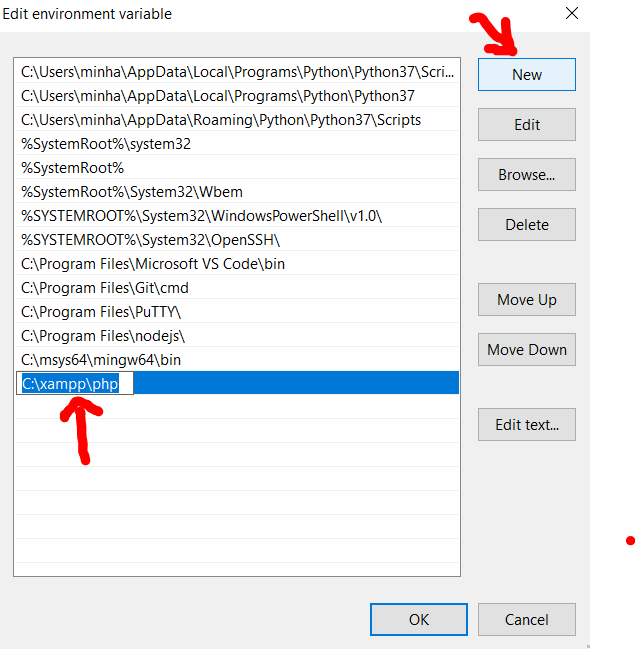 Edit environment variable
New
C:\Users\minha\AppData\Local\Programs\Python\Python37\Scri...
C:\Users\minha\AppData\Local\Programs\Python\Python37
Edit
C:\Users\minha\AppData\Roaming\Python\Python37\Scripts
%SystemRoot%\system32
%SystemRoot%
Browse...
%SystemRoot%\System32\Wbem
%SYSTEMROOT%\System32\WindowsPowerShell\v1.0\
Delete
%SYSTEMROOT%\System32\OpenSSH\
C:\Program Files\Microsoft VS Code\bin
C:\Program Files\Git\cmd
Move Up
C:\Program Files\PuTTY\
C:\Program Files\nodejs\
Move Down
C:\msys64\mingw64\bin
C:\xampp\php
Edit text...
OK
Cancel